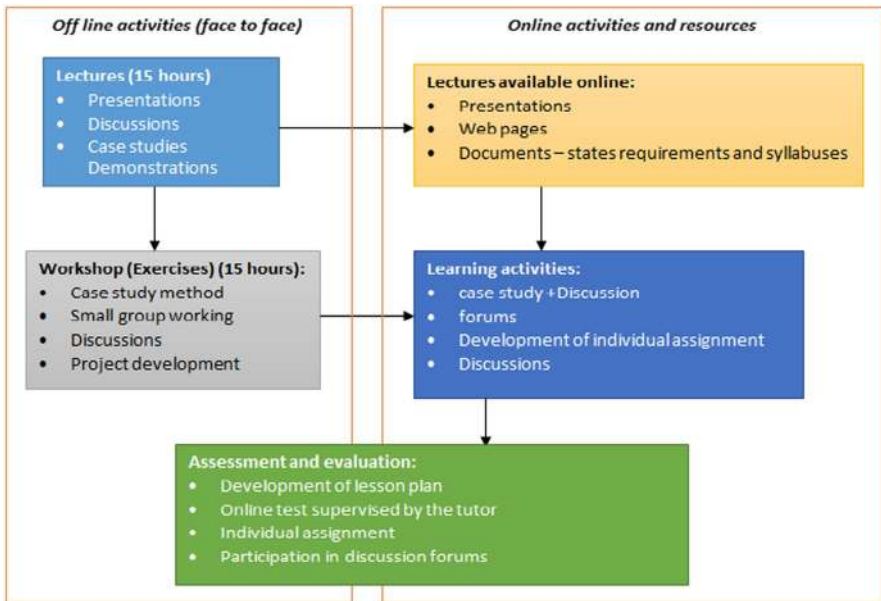 Off line activities (face to face)
Online activities and resources
Lectures (15 hours)
• Presentations
• Discussions
• Case studies
Demonstrations
Lectures available online:
• Presentations
• Web pages
• Documents – states requirements and syllabuses
Workshop (Exercises) (15 hours):
• Case study method
• Small group working
• Discussions
• Project development
Learning activities:
• case study +Discussion
• forums
• Development of individual assignment
• Discussions
Assessment and evaluation:
• Development of lesson plan
• Online test supervised by the tutor
• Individual assignment
• Participation in discussion forums